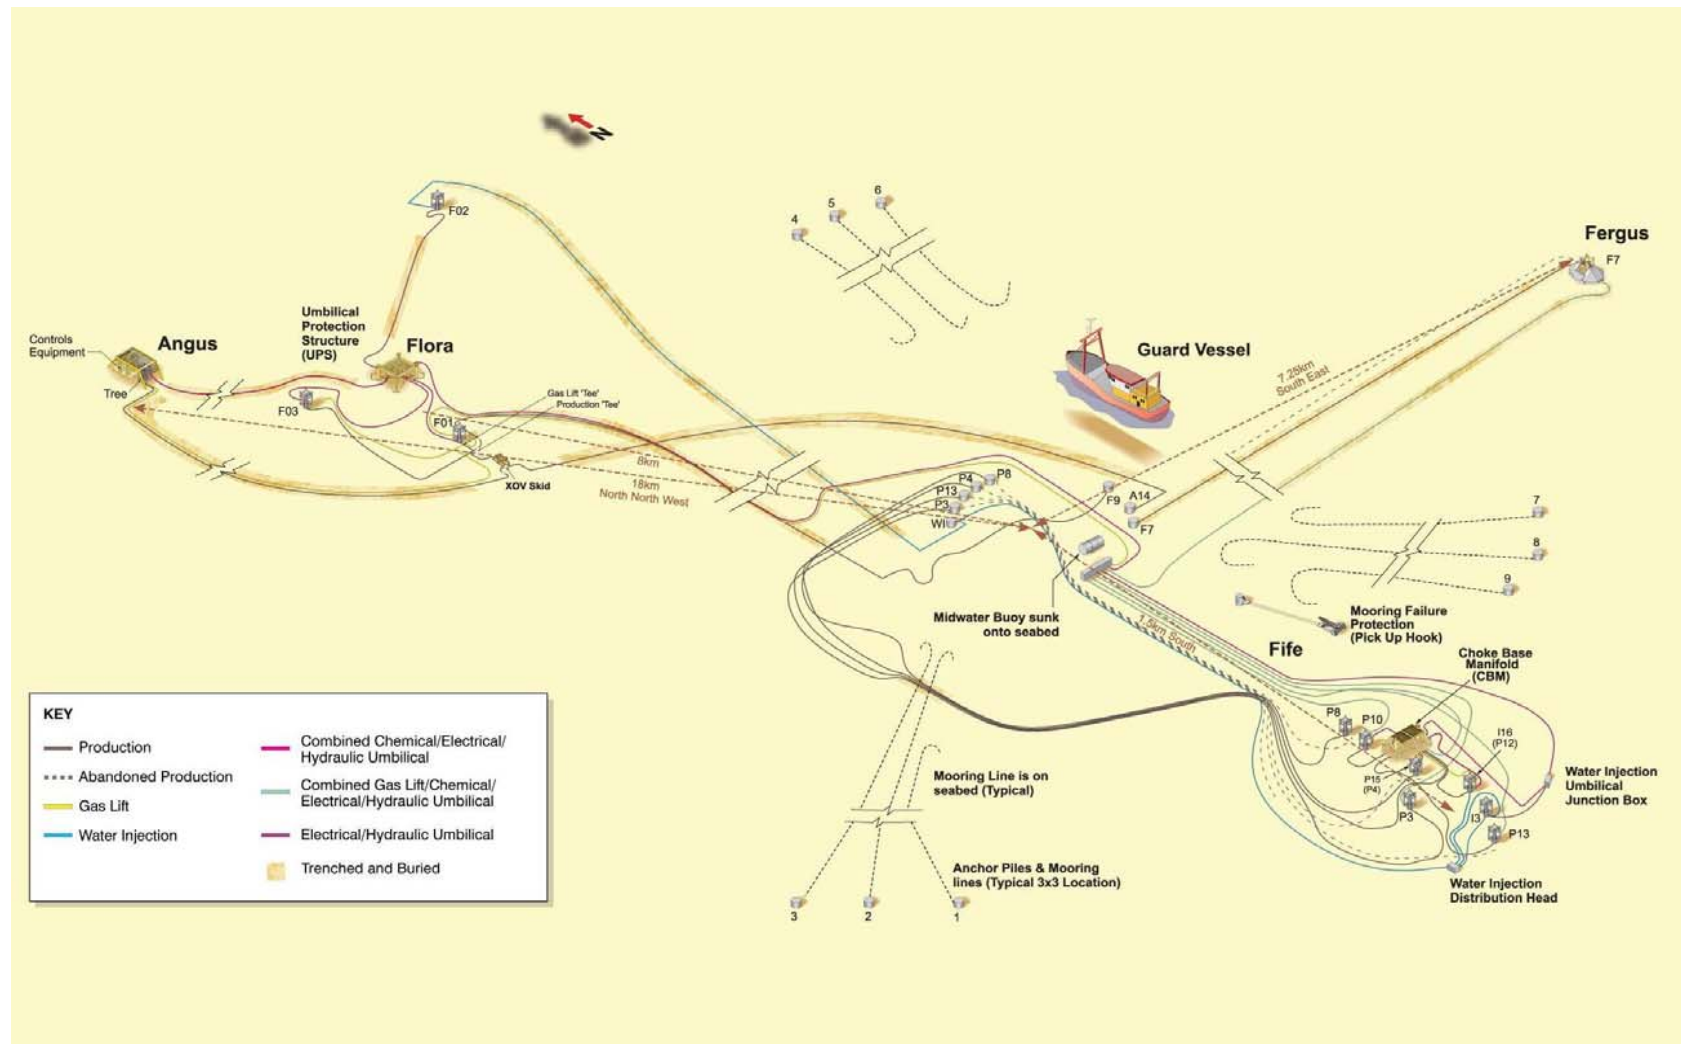 N
6
5
4
F02
Fergus
F7
Umbilical
Protection
Structure
(UPS)
Controls
Equipment
Angus
Flora
Guard Vessel
7.25km
South East
Tree
F03
Gas Lift 'Tee'
Production 'Tee'
F01
8km
XOV Skid
18km
North North West
P4
P8
P13
P3
WI
F9
A14
F7
7
8
9
Midwater Buoy sunk
onto seabed
1.5km South
Mooring Failure
Protection
(Pick Up Hook)
Fife
Choke Base
Manifold
(CBM)
P8
P10
I16
(P12)
P15
(P4)
P3
I3
P13
Water Injection
Umbilical
Junction Box
Water Injection
Distribution Head
Mooring Line is on
seabed (Typical)
Anchor Piles & Mooring
lines (Typical 3x3 Location)
3
2
1
KEY
Production
Abandoned Production
Gas Lift
Water Injection
Combined Chemical/Electrical/
Hydraulic Umbilical
Combined Gas Lift/Chemical/
Electrical/Hydraulic Umbilical
Electrical/Hydraulic Umbilical
Trenched and Buried